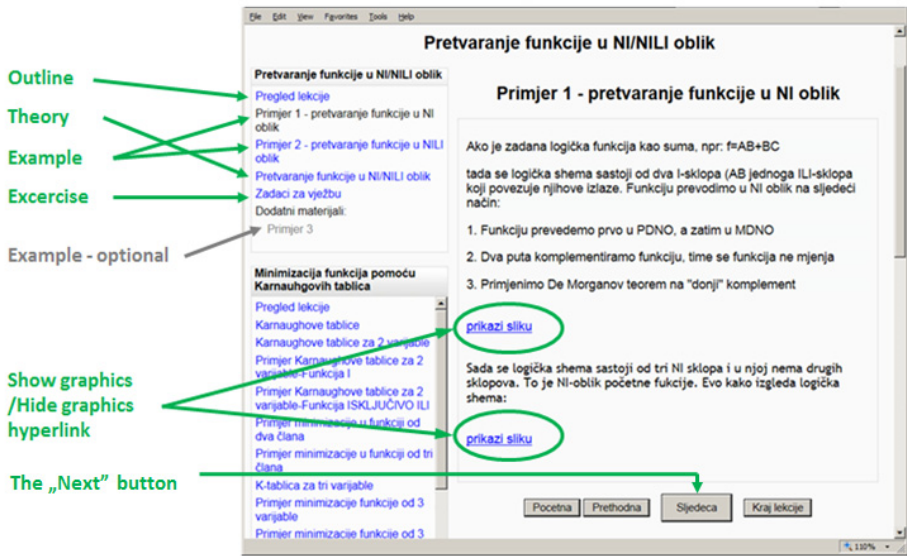 File Edit View Favorites Tools Help
Pretvaranje funkcije u NI/NILI oblik
Outline
Theory
Example
Excercise
Example - optional
Show graphics
/Hide graphics
hyperlink
The „Next” button
Pretvaranje funkcije u NI/NILI oblik
Pregled lekcije
Primjer 1 - pretvaranje funkcije u NI
oblik
Primjer 2 - pretvaranje funkcije u NILI
oblik
Pretvaranje funkcije u NI/NILI oblik
Zadaci za vježbu
Dodatni materijali:
Primjer 3
Minimizacija funkcija pomoću
Karnauhgovih tablica
Pregled lekcije
Karnaughove tablice
Karnaughove tablice za 2 varijable
Primjer Karnaughove tablice za 2
varijable-Funkcija I
Primjer Karnaughove tablice za 2
varijable-Funkcija ISKLJUČIVO ILI
Primjer minimizacije u funkciji od
dva člana
Primjer minimizacije u funkciji od tri
člana
K-tablica za tri varijable
Primjer minimizacije funkcije od 3
varijable
Primjer minimizacije funkcije od 3
Primjer 1 - pretvaranje funkcije u NI oblik
Ako je zadana logička funkcija kao suma, npr: f=AB+BC
tada se logička shema sastoji od dva I-sklopa (AB jednoga ILI-sklopa
koji povezuje njihove izlaze. Funkciju prevodimo u NI oblik na sljedeći
način:
1. Funkciju prevedemo prvo u PDNO, a zatim u MDNO
2. Dva puta komplementiramo funkciju, time se funkcija ne mjenja
3. Primjenimo De Morganov teorem na "donji" komplement
prikazi sliku
Sada se logička shema sastoji od tri NI sklopa i u njoj nema drugih
sklopova. To je NI-oblik početne fukcije. Evo kako izgleda logička
shema:
prikazi sliku
Pocetna Prethodna Sljedeca Kraj lekcije
110%